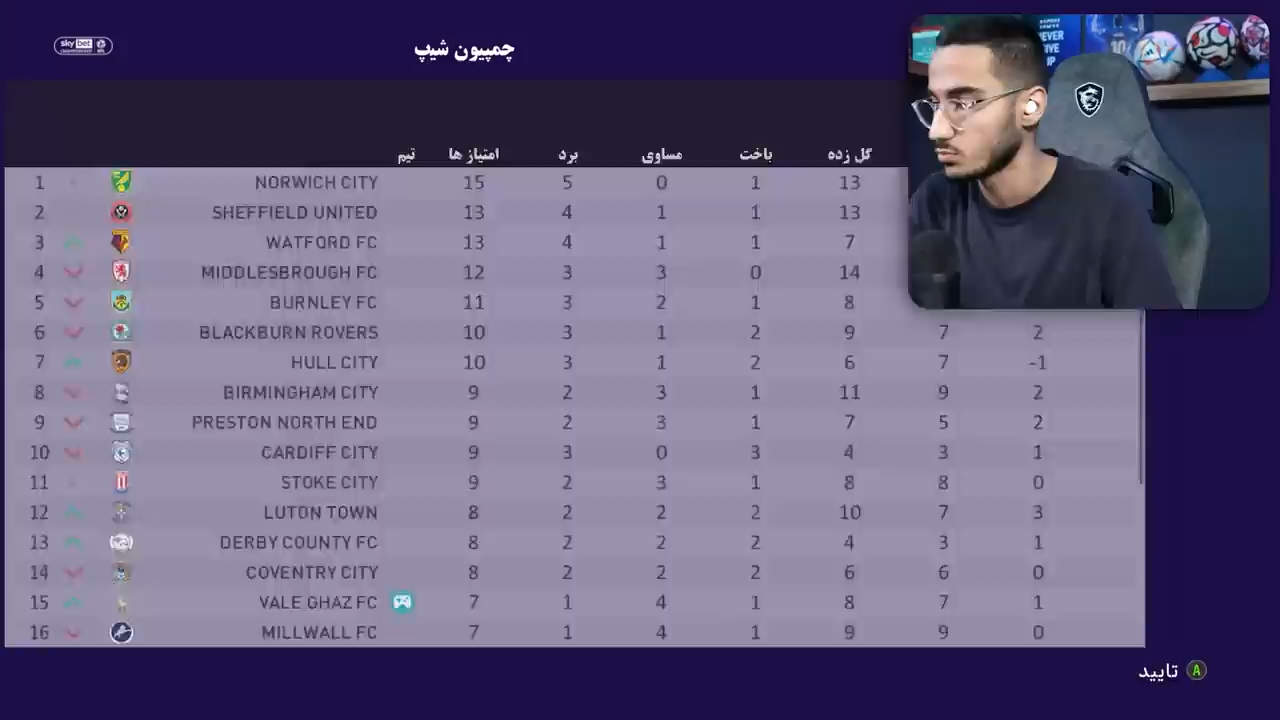 sky bet
چمپیون شیپ
تیم امتیاز ها برد مساوی باخت گل زده
1 NORWICH CITY 15 5 0 1 13
2 SHEFFIELD UNITED 13 4 1 1 13
3 WATFORD FC 13 4 1 1 7
4 MIDDLESBROUGH FC 12 3 3 0 14
5 BURNLEY FC 11 3 2 1 8
6 BLACKBURN ROVERS 10 3 1 2 9 7 2
7 HULL CITY 10 3 1 2 6 7 -1
8 BIRMINGHAM CITY 9 2 3 1 11 9 2
9 PRESTON NORTH END 9 2 3 1 7 5 2
10 CARDIFF CITY 9 3 0 3 4 3 1
11 STOKE CITY 9 2 3 1 8 8 0
12 LUTON TOWN 8 2 2 2 10 7 3
13 DERBY COUNTY FC 8 2 2 2 4 3 1
14 COVENTRY CITY 8 2 2 2 6 6 0
15 VALE GHAZ FC 7 1 4 1 8 7 1
16 MILLWALL FC 7 1 4 1 9 9 0
تایید A
NEVER
GIVE
UP
10